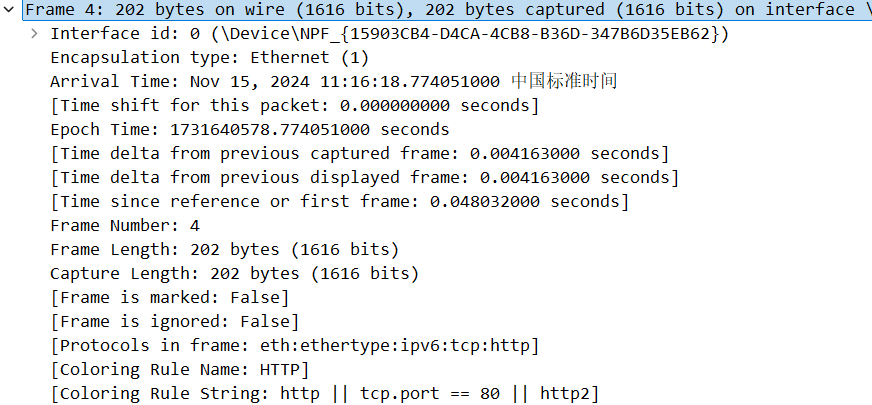 Frame 4: 202 bytes on wire (1616 bits), 202 bytes captured (1616 bits) on interface \
Interface id: 0 (\Device\NPF_{15903CB4-D4CA-4CB8-B36D-347B6D35EB62})
Encapsulation type: Ethernet (1)
Arrival Time: Nov 15, 2024 11:16:18.774051000 中国标准时间
[Time shift for this packet: 0.000000000 seconds]
Epoch Time: 1731640578.774051000 seconds
[Time delta from previous captured frame: 0.004163000 seconds]
[Time delta from previous displayed frame: 0.004163000 seconds]
[Time since reference or first frame: 0.048032000 seconds]
Frame Number: 4
Frame Length: 202 bytes (1616 bits)
Capture Length: 202 bytes (1616 bits)
[Frame is marked: False]
[Frame is ignored: False]
[Protocols in frame: eth:ethertype:ipv6:tcp:http]
[Coloring Rule Name: HTTP]
[Coloring Rule String: http || tcp.port == 80 || http2]